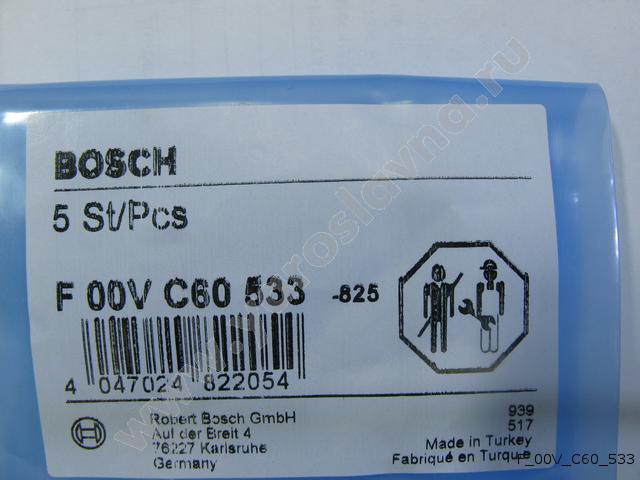 BOSCH
5 St/Pcs
F 00V C60 533 -825
4 047024 822054
Robert Bosch GmbH
Auf der Breit 4
76227 Karlsruhe
Germany
939
517
Made in Turkey
Fabriqué en Turquie
F_00V_C60_533